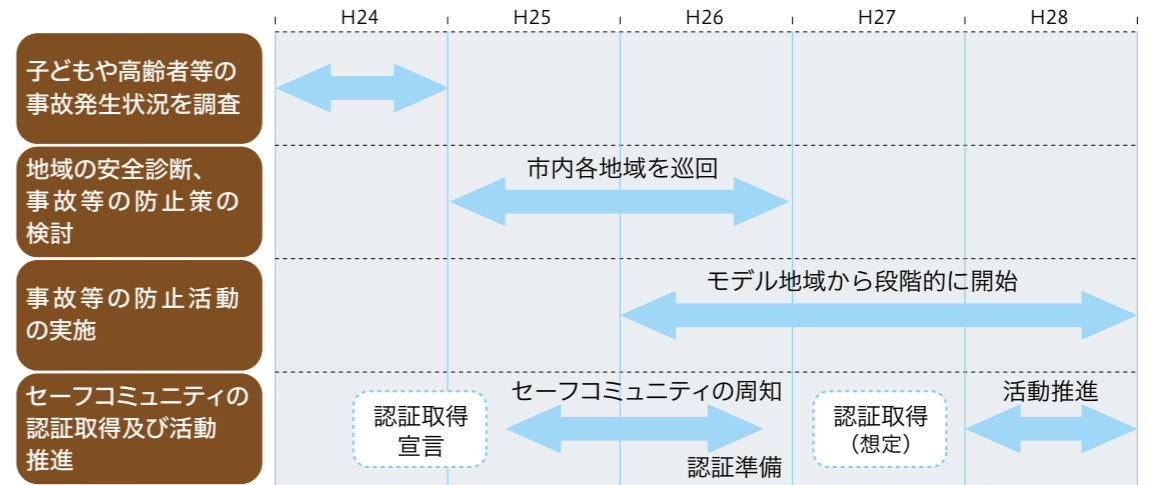 H24 H25 H26 H27 H28
子どもや高齢者等の
事故発生状況を調査
地域の安全診断、
事故等の防止策の
検討
市内各地域を巡回
事故等の防止活動
の実施
モデル地域から段階的に開始
セーフコミュニティの
認証取得及び活動
推進
認証取得
宣言
セーフコミュニティの周知
認証準備
認証取得
（想定）
活動推進